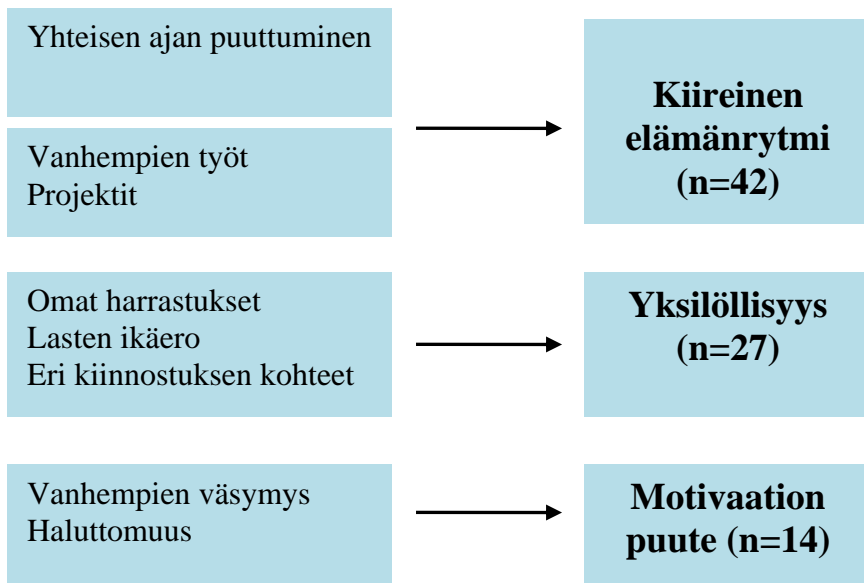 Yhteisen ajan puuttuminen
Vanhempien työt
Projektit
Kiireinen
elämänrytmi
(n=42)
Omat harrastukset
Lasten ikäero
Eri kiinnostuksen kohteet
Yksilöllisyys
(n=27)
Vanhempien väsymys
Haluttomuus
Motivaation
puute (n=14)